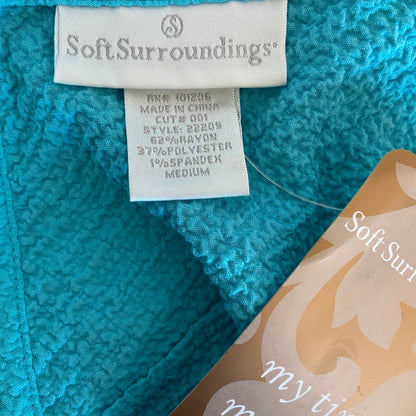 SoftSurroundings®
RN# 101206
MADE IN CHINA
CUT# 001
STYLE: 22209
62%RAYON
37%POLYESTER
1%SPANDEX
MEDIUM
Soft Surr
my ti